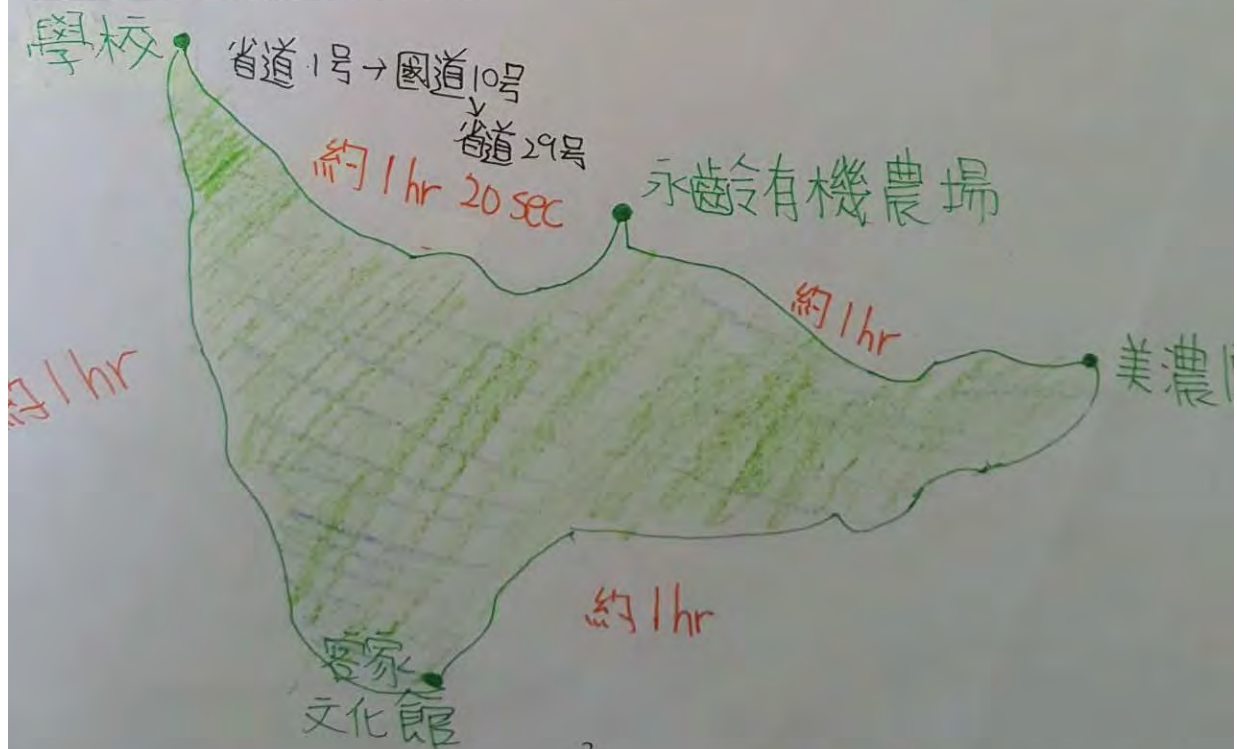 學校
省道1号→國道10号
↓
省道29号
約1hr 20sec
永齡有機農場
約1hr
美濃
約1hr
約1hr
客家
文化館